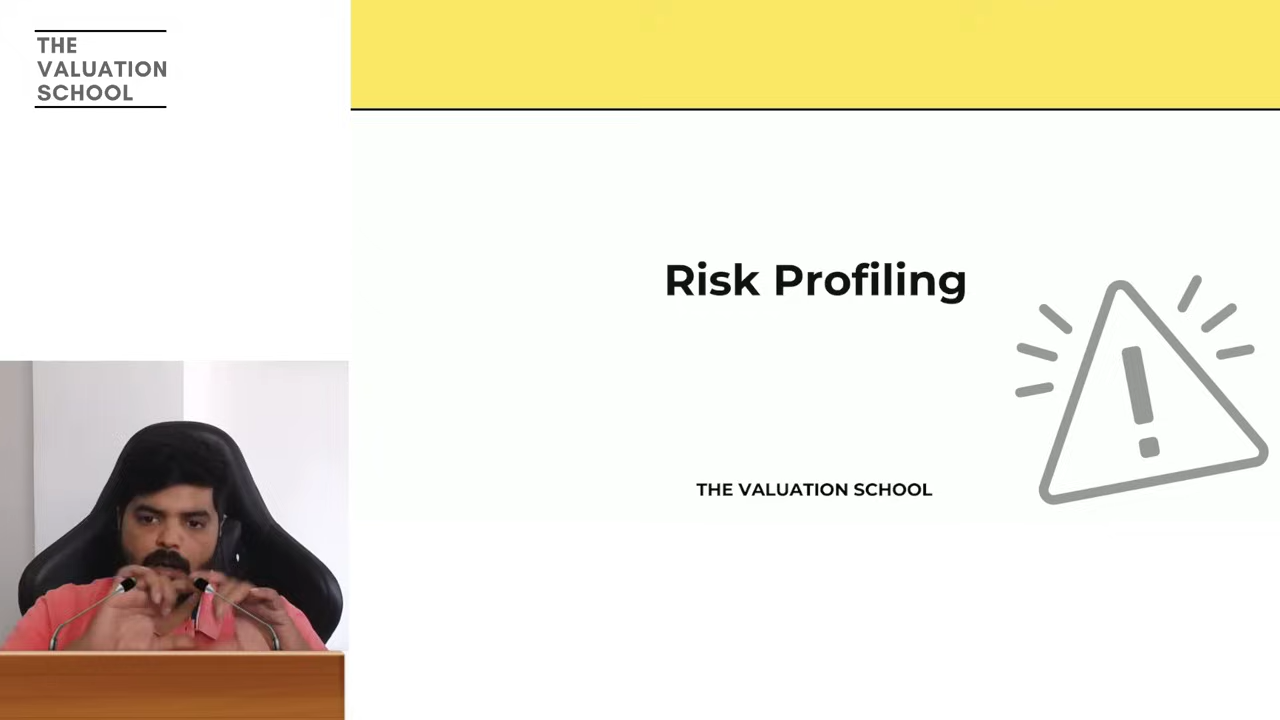 THE
VALUATION
SCHOOL
Risk Profiling
THE VALUATION SCHOOL